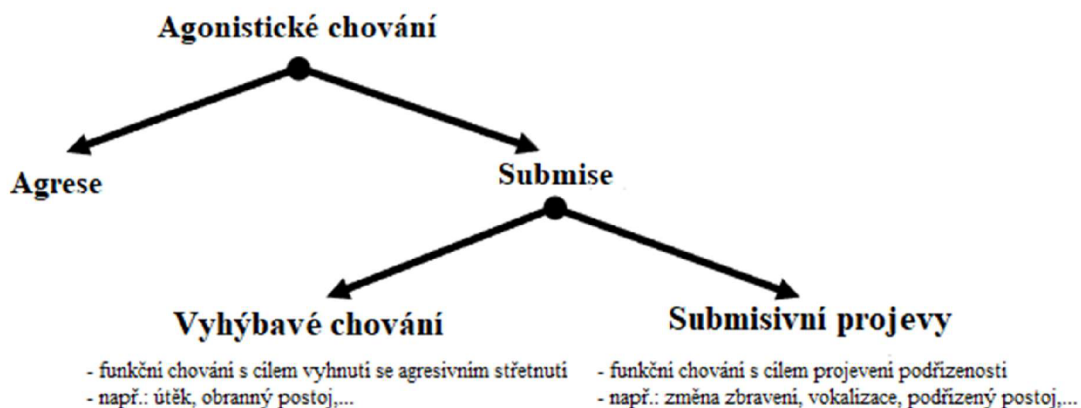 Agonistické chování
Agrese
Submise
Vyhýbavé chování
- funkční chování s cílem vyhnutí se agresivním střetnutí
- např.: útěk, obranný postoj,...
Submisivní projevy
- funkční chování s cílem projevení podřízenosti
- např.: změna zbravení, vokalizace, podřízený postoj,...